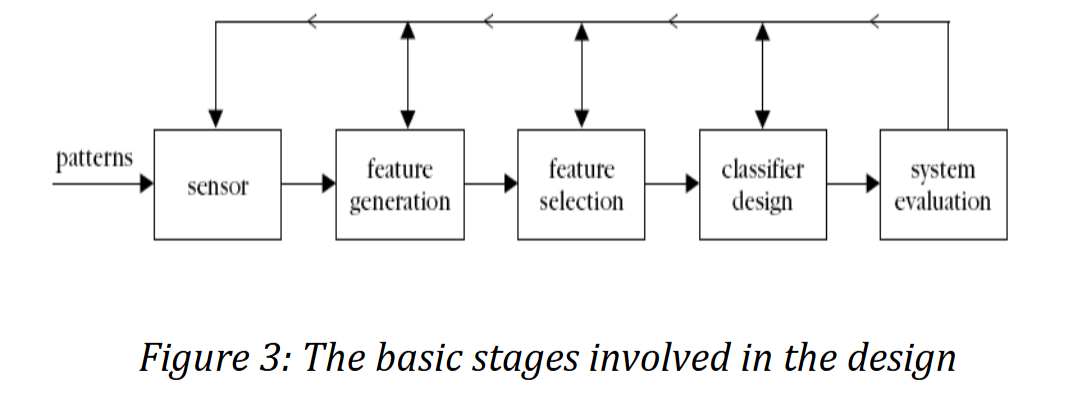 patterns
sensor
feature
generation
feature
selection
classifier
design
system
evaluation
Figure 3: The basic stages involved in the design